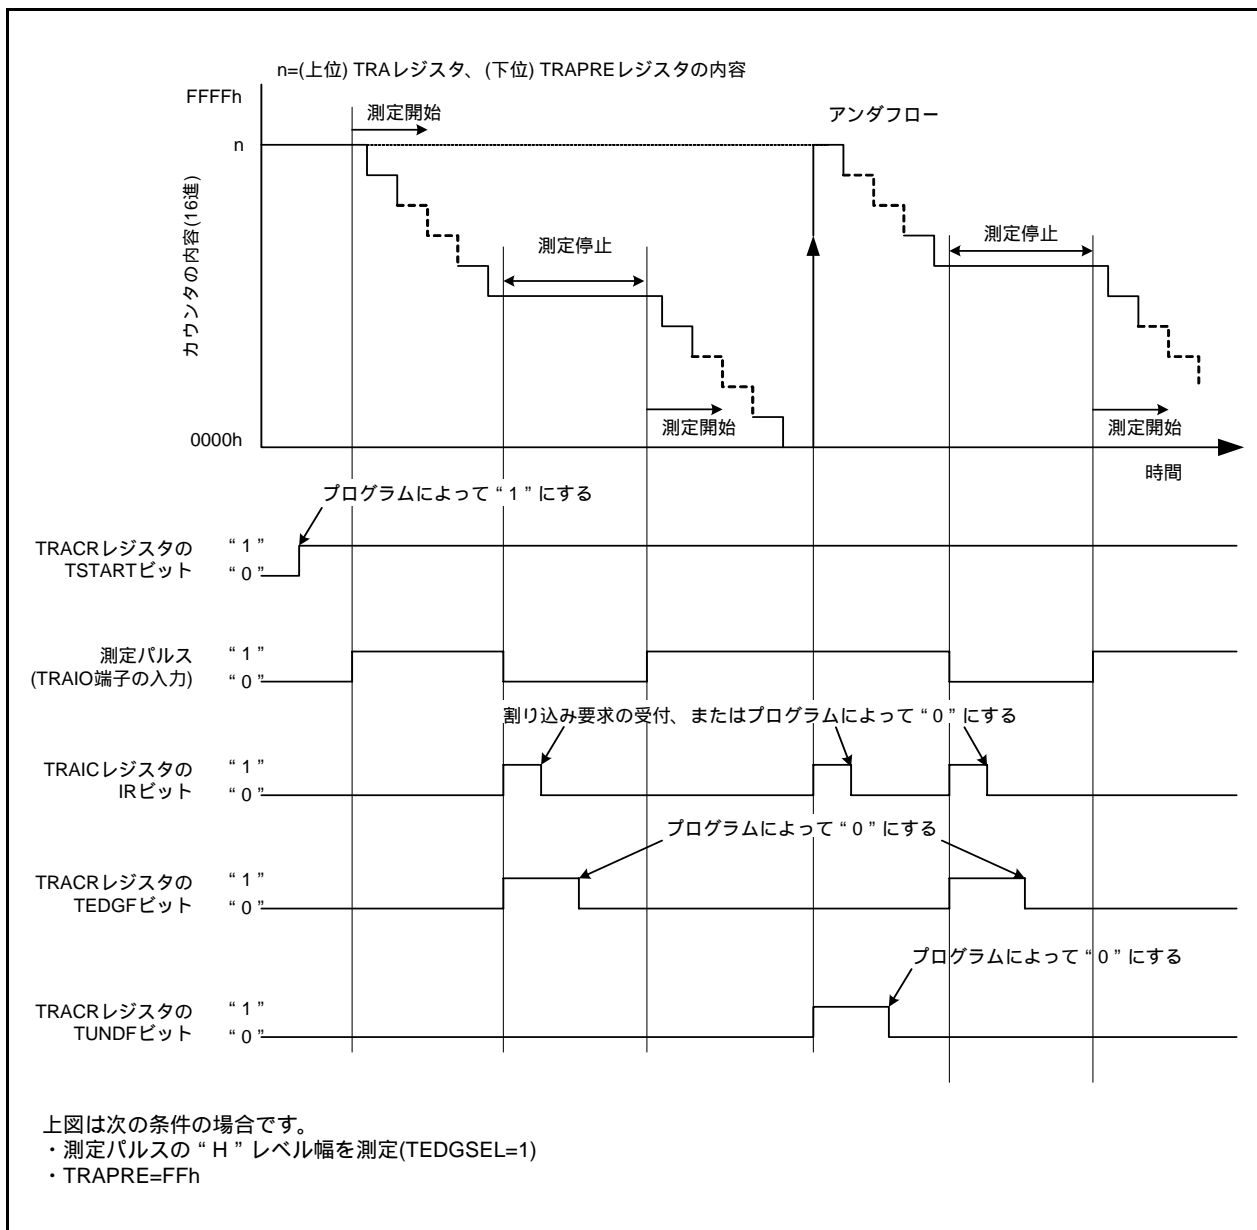 n=(上位) TRAレジスタ、(下位) TRAPREレジスタの内容
FFFFh
測定開始
アンダフロー
n
カウンタの内容(16進)
測定停止
測定停止
測定開始
測定開始
0000h
時間
プログラムによって“1”にする
TRACRレジスタの
TSTARTビット
“1”
“0”
測定パルス
(TRAIO端子の入力)
“1”
“0”
割り込み要求の受付、またはプログラムによって“0”にする
TRAICレジスタの
IRビット
“1”
“0”
プログラムによって“0”にする
TRACRレジスタの
TEDGFビット
“1”
“0”
プログラムによって“0”にする
TRACRレジスタの
TUNDFビット
“1”
“0”
上図は次の条件の場合です。
・測定パルスの“H”レベル幅を測定(TEDGSEL=1)
・TRAPRE=FFh